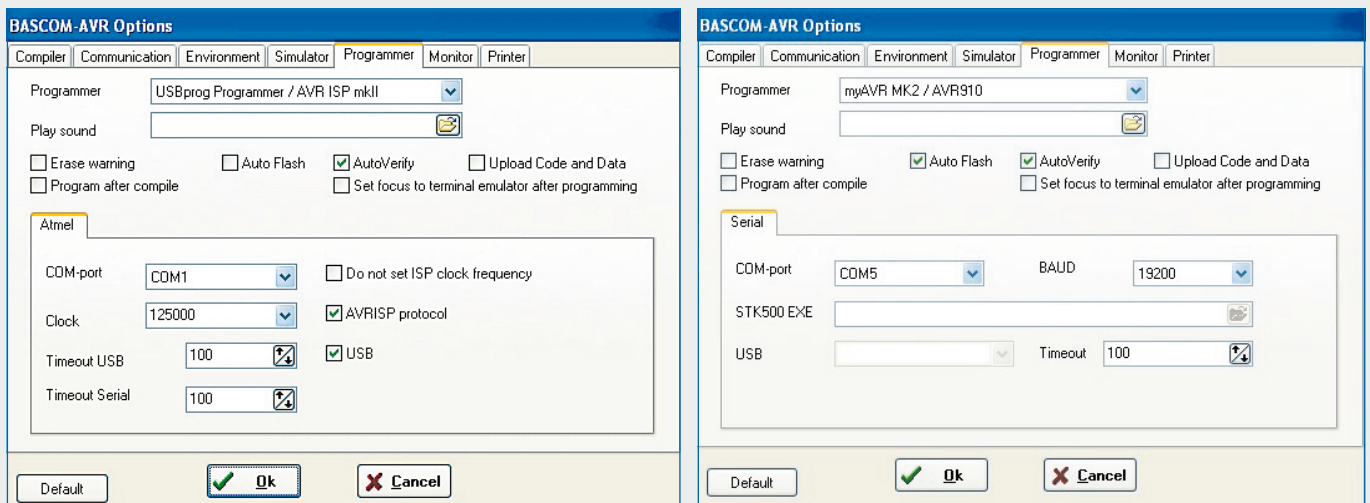 BASCOM-AVR Options
Compiler Communication Environment Simulator Programmer Monitor Printer
Programmer USBprog Programmer / AVR ISP mkII
Play sound
Erase warning Auto Flash AutoVerify Upload Code and Data
Program after compile Set focus to terminal emulator after programming
Atmel
COM-port COM1 Do not set ISP clock frequency
Clock 125000 AVRISP protocol
Timeout USB 100 USB
Timeout Serial 100
Default Ok Cancel
BASCOM-AVR Options
Compiler Communication Environment Simulator Programmer Monitor Printer
Programmer myAVR MK2 / AVR910
Play sound
Erase warning Auto Flash AutoVerify Upload Code and Data
Program after compile Set focus to terminal emulator after programming
Serial
COM-port COM5 BAUD 19200
STK500 EXE
USB Timeout 100
Default Ok Cancel